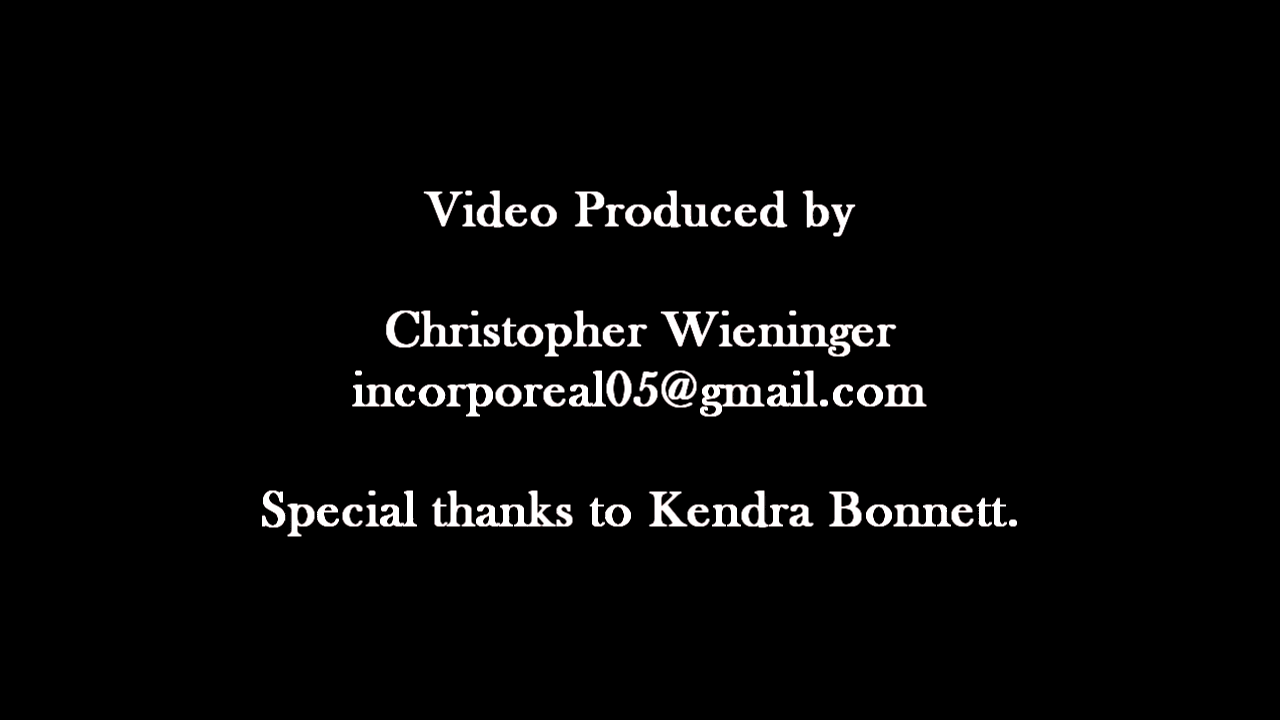 Video Produced by
Christopher Wieninger
incorporeal05@gmail.com
Special thanks to Kendra Bonnett.